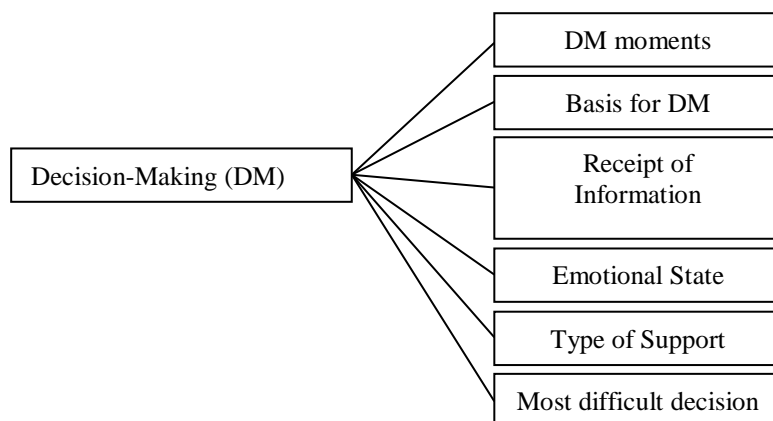 DM moments
Basis for DM
Decision-Making (DM)
Receipt of
Information
Emotional State
Type of Support
Most difficult decision